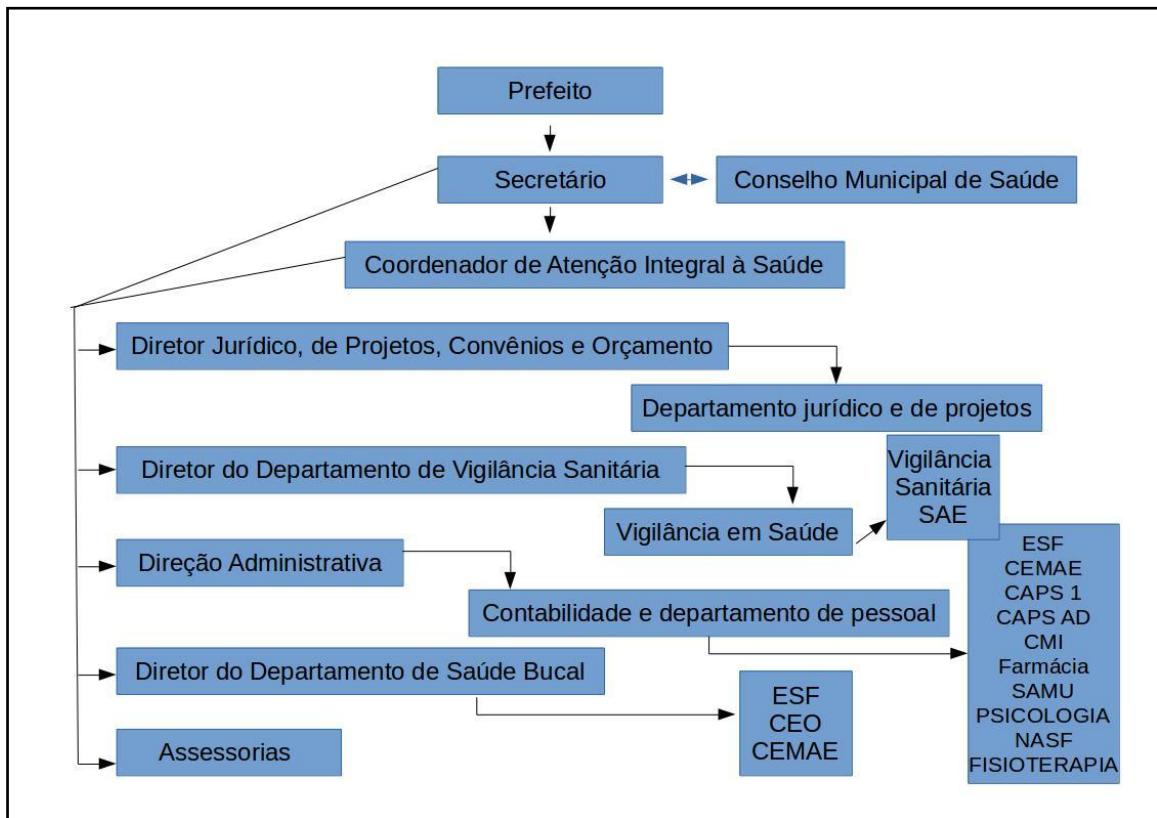 Prefeito
Secretário
Conselho Municipal de Saúde
Coordenador de Atenção Integral à Saúde
Diretor Jurídico, de Projetos, Convênios e Orçamento
Departamento jurídico e de projetos
Diretor do Departamento de Vigilância Sanitária
Vigilância em Saúde
Vigilância
Sanitária
SAE
Direção Administrativa
Contabilidade e departamento de pessoal
ESF
CEMAE
CAPS 1
CAPS AD
CMI
Farmácia
SAMU
PSICOLOGIA
NASF
FISIOTERAPIA
Diretor do Departamento de Saúde Bucal
ESF
CEO
CEMAE
Assessorias